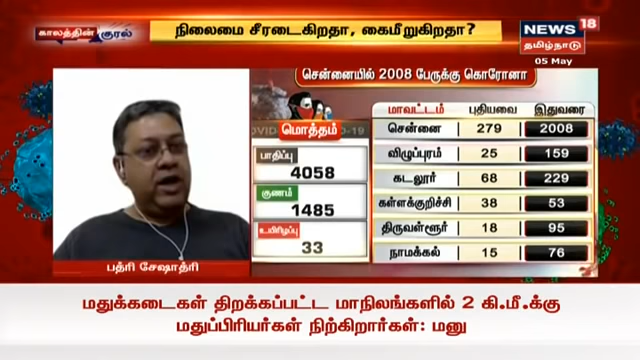 காலத்தின் குரல்
நிலைமை சீரடைகிறதா, கைமீறுகிறதா?
NEWS 18
தமிழ்நாடு
05 May
சென்னையில் 2008 பேருக்கு கொரோனா
மொத்தம்
பாதிப்பு
4058
குணம்
1485
உயிரிழப்பு
33
மாவட்டம் புதியவை இதுவரை
சென்னை 279 2008
விழுப்புரம் 25 159
கடலூர் 68 229
கள்ளக்குறிச்சி 38 53
திருவள்ளூர் 18 95
நாமக்கல் 15 76
பத்ரி சேஷாத்ரி
மதுக்கடைகள் திறக்கப்பட்ட மாநிலங்களில் 2 கி.மீ.க்கு
மதுப்பிரியர்கள் நிற்கிறார்கள்: மனு